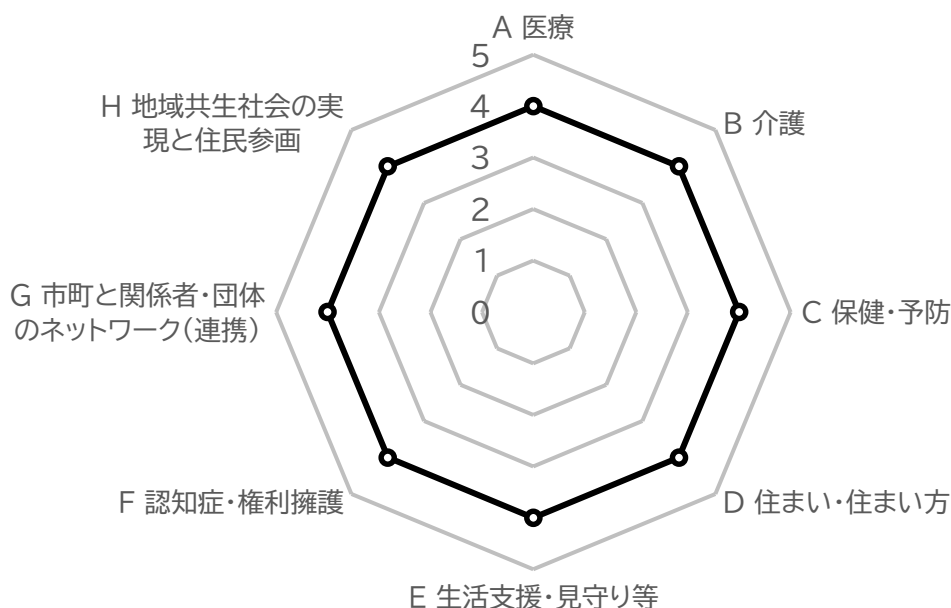 A 医療
5
4
3
2
1
0
B 介護
C 保健・予防
D 住まい・住まい方
E 生活支援・見守り等
F 認知症・権利擁護
G 市町と関係者・団体
のネットワーク(連携)
H 地域共生社会の実
現と住民参画